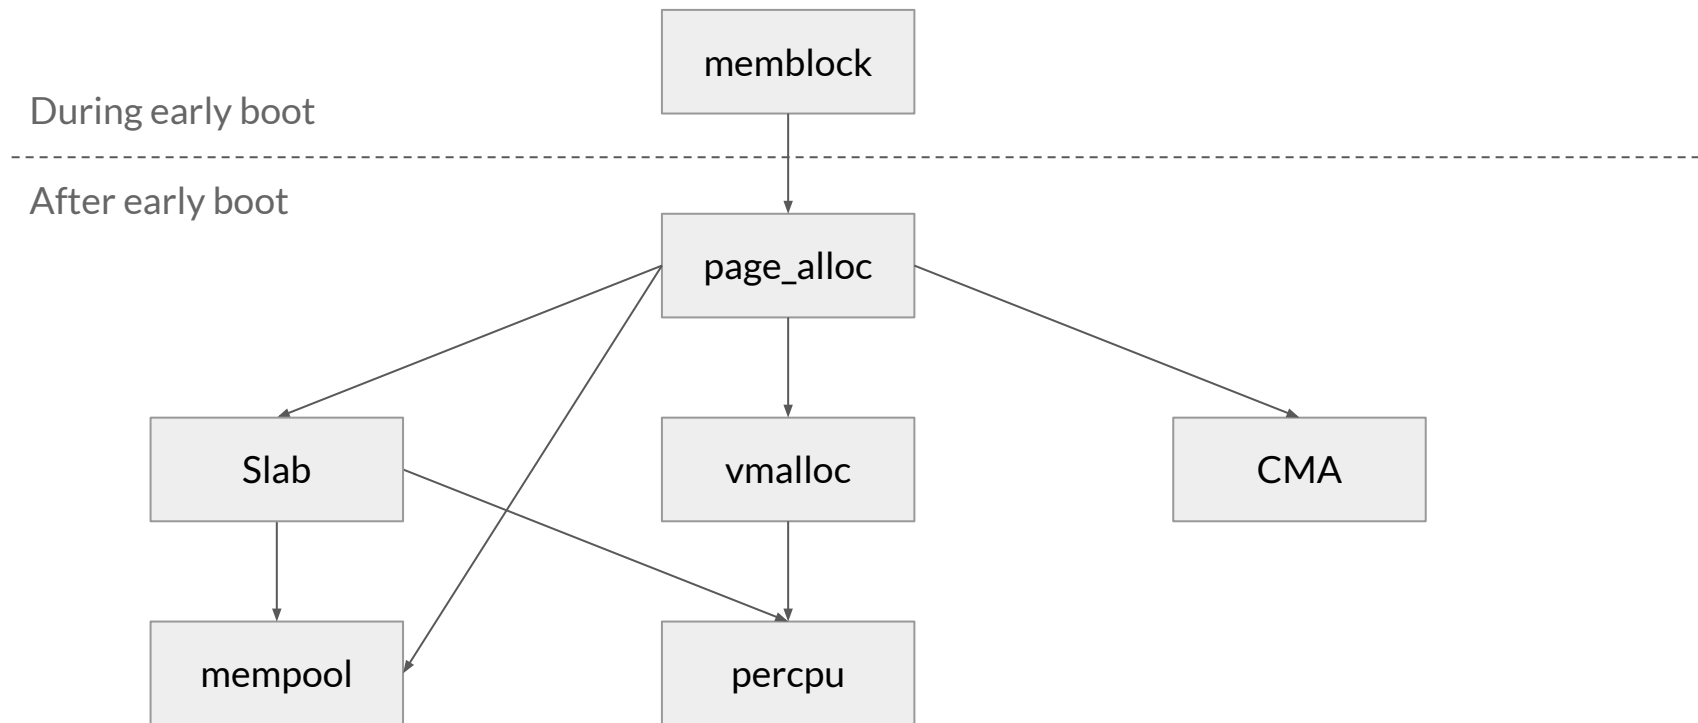 memblock
During early boot
After early boot
page_alloc
Slab
vmalloc
CMA
mempool
percpu